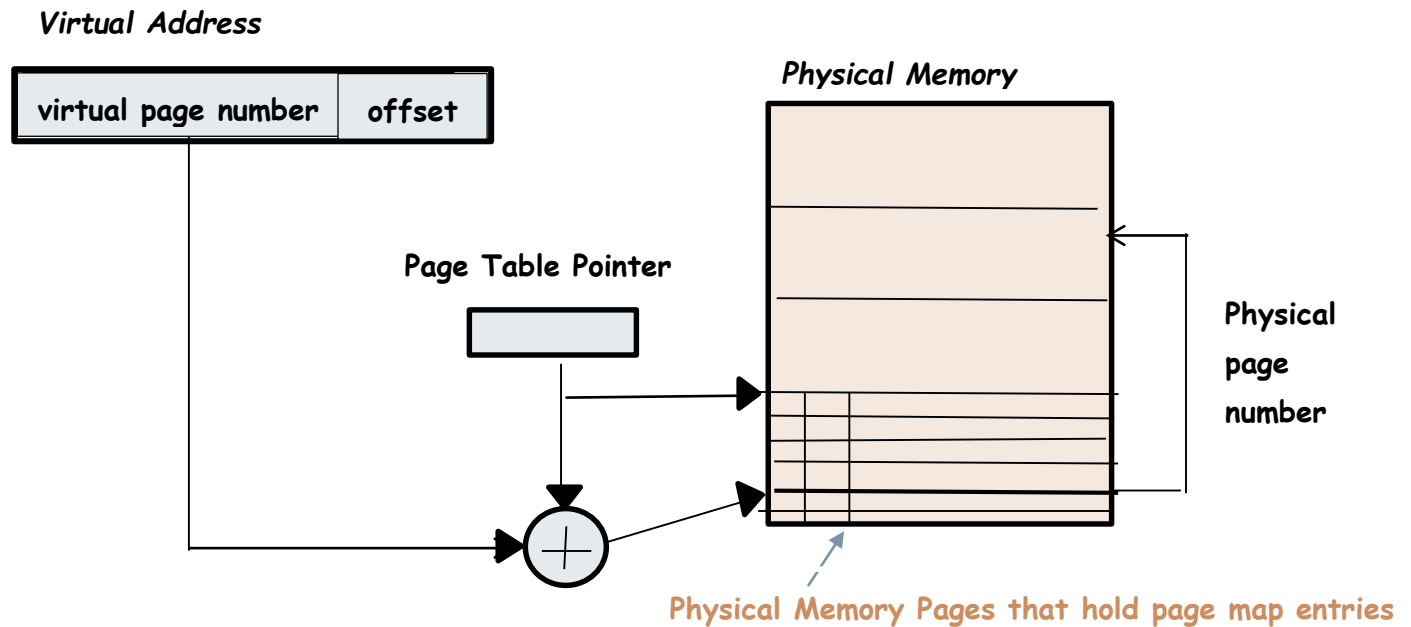 Virtual Address
virtual page number
offset
Physical Memory
Page Table Pointer
Physical
page
number
Physical Memory Pages that hold page map entries